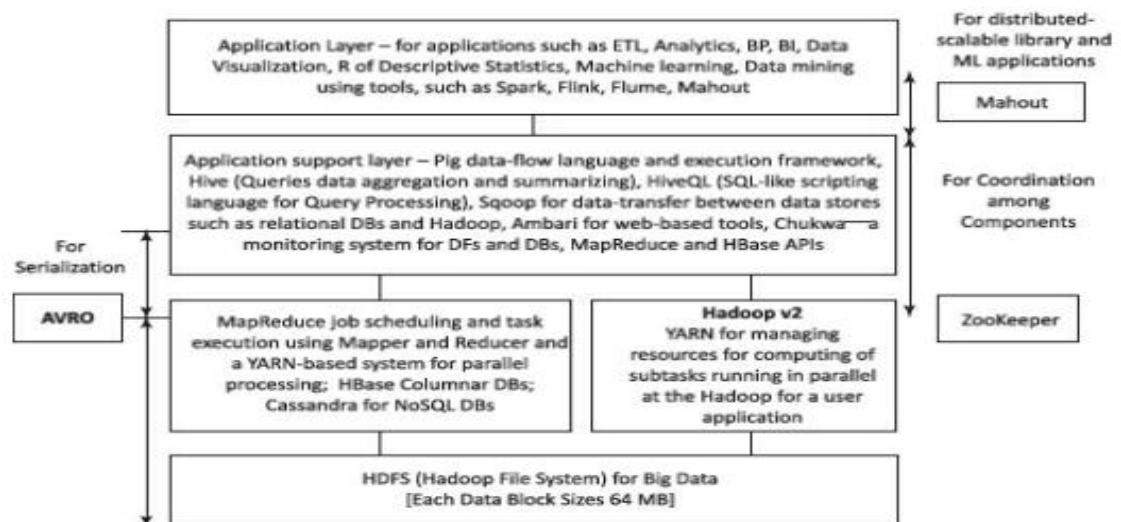 Application Layer – for applications such as ETL, Analytics, BP, BI, Data
Visualization, R of Descriptive Statistics, Machine learning, Data mining
using tools, such as Spark, Flink, Flume, Mahout
For distributed-
scalable library and
ML applications
Mahout
Application support layer – Pig data-flow language and execution framework,
Hive (Queries data aggregation and summarizing), HiveQL (SQL-like scripting
language for Query Processing), Sqoop for data-transfer between data stores
such as relational DBs and Hadoop, Ambari for web-based tools, Chukwa—a
monitoring system for DFs and DBs, MapReduce and HBase APIs
For Coordination
among
Components
ZooKeeper
For
Serialization
AVRO
MapReduce job scheduling and task
execution using Mapper and Reducer and
a YARN-based system for parallel
processing; HBase Columnar DBs;
Cassandra for NoSQL DBs
Hadoop v2
YARN for managing
resources for computing of
subtasks running in parallel
at the Hadoop for a user
application
HDFS (Hadoop File System) for Big Data
[Each Data Block Sizes 64 MB]